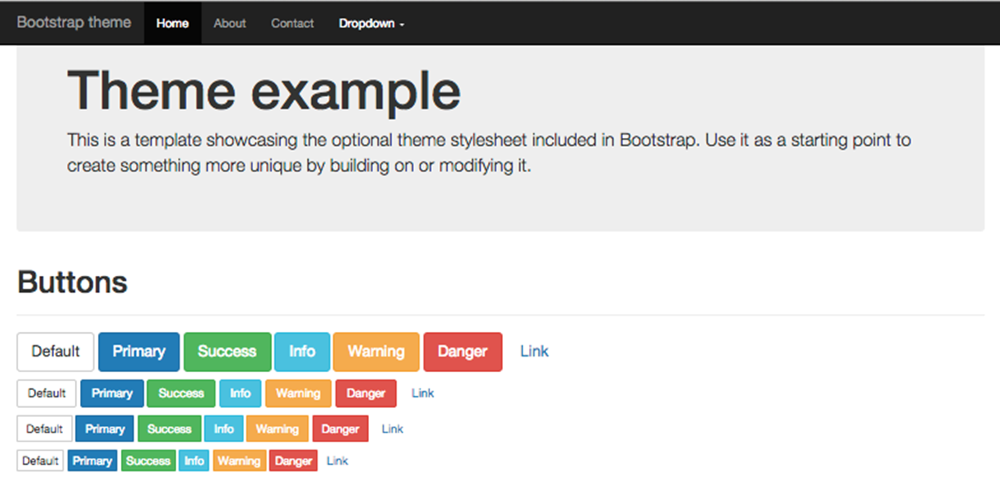 Bootstrap theme Home About Contact Dropdown
Theme example
This is a template showcasing the optional theme stylesheet included in Bootstrap. Use it as a starting point to
create something more unique by building on or modifying it.
Buttons
Default Primary Success Info Warning Danger Link
Default Primary Success Info Warning Danger Link
Default Primary Success Info Warning Danger Link
Default Primary Success Info Warning Danger Link